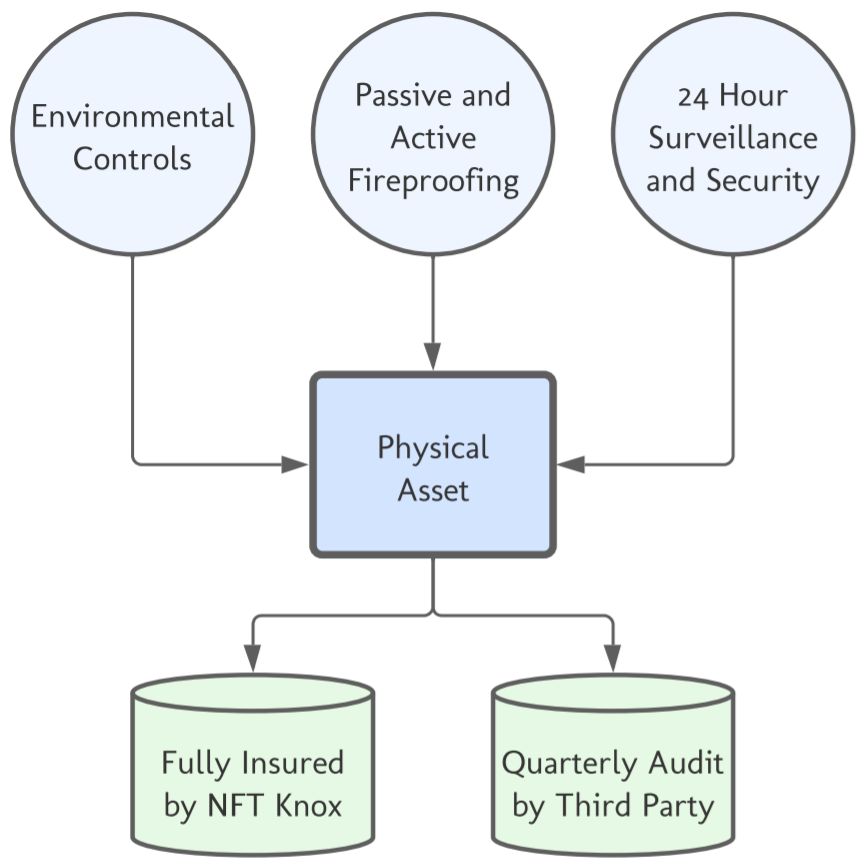 Environmental
Controls
Passive and
Active
Fireproofing
24 Hour
Surveillance
and Security
Physical
Asset
Fully Insured
by NFT Knox
Quarterly Audit
by Third Party